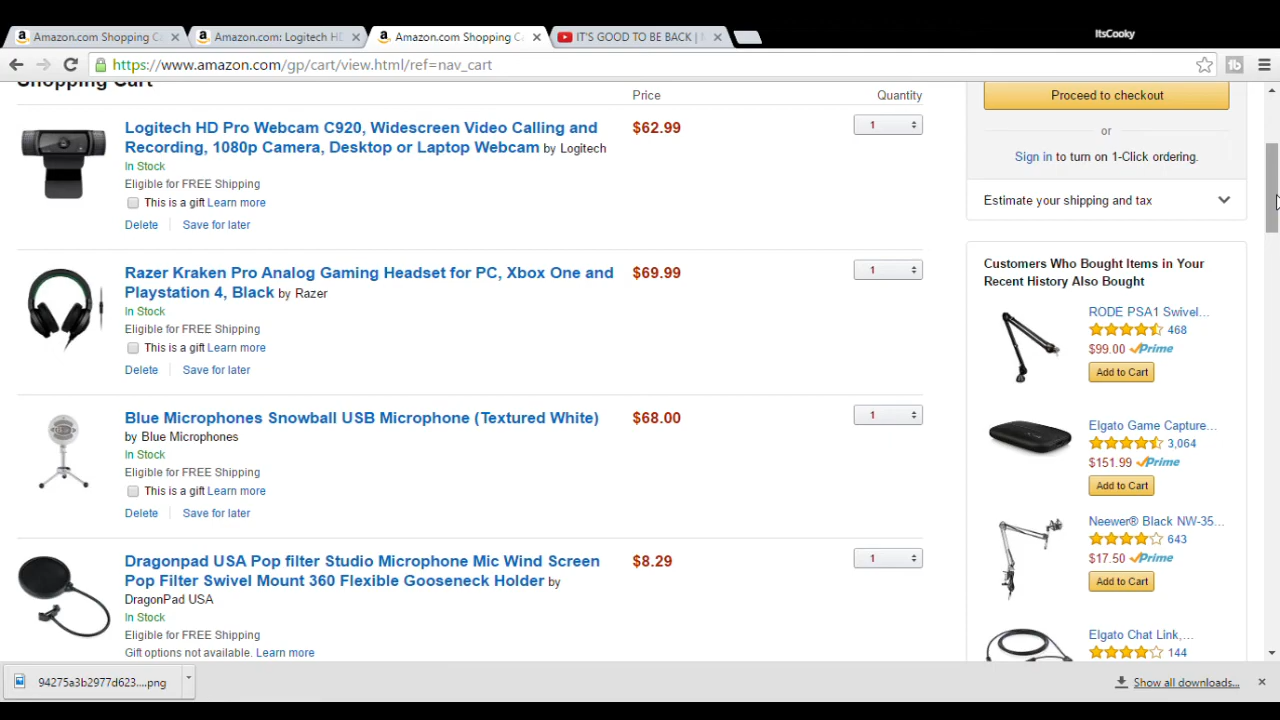 Amazon.com Shopping C
Amazon.com: Logitech HD
Amazon.com Shopping C
IT'S GOOD TO BE BACK |
ItsCooky
https://www.amazon.com/gp/cart/view.html/ref=nav_cart
Shopping Cart
Price
Quantity
Logitech HD Pro Webcam C920, Widescreen Video Calling and
Recording, 1080p Camera, Desktop or Laptop Webcam by Logitech
$62.99
1
In Stock
Eligible for FREE Shipping
This is a gift Learn more
Delete
Save for later
Razer Kraken Pro Analog Gaming Headset for PC, Xbox One and
Playstation 4, Black by Razer
$69.99
1
In Stock
Eligible for FREE Shipping
This is a gift Learn more
Delete
Save for later
Blue Microphones Snowball USB Microphone (Textured White)
by Blue Microphones
$68.00
1
In Stock
Eligible for FREE Shipping
This is a gift Learn more
Delete
Save for later
Dragonpad USA Pop filter Studio Microphone Mic Wind Screen
Pop Filter Swivel Mount 360 Flexible Gooseneck Holder by
DragonPad USA
$8.29
1
In Stock
Eligible for FREE Shipping
Gift options not available. Learn more
Proceed to checkout
or
Sign in to turn on 1-Click ordering.
Estimate your shipping and tax
Customers Who Bought Items in Your
Recent History Also Bought
RODE PSA1 Swivel...
468
$99.00 Prime
Add to Cart
Elgato Game Capture...
3,064
$151.99 Prime
Add to Cart
Neewer® Black NW-35...
643
$17.50 Prime
Add to Cart
Elgato Chat Link,...
144
94275a3b2977d623....png
Show all downloads...